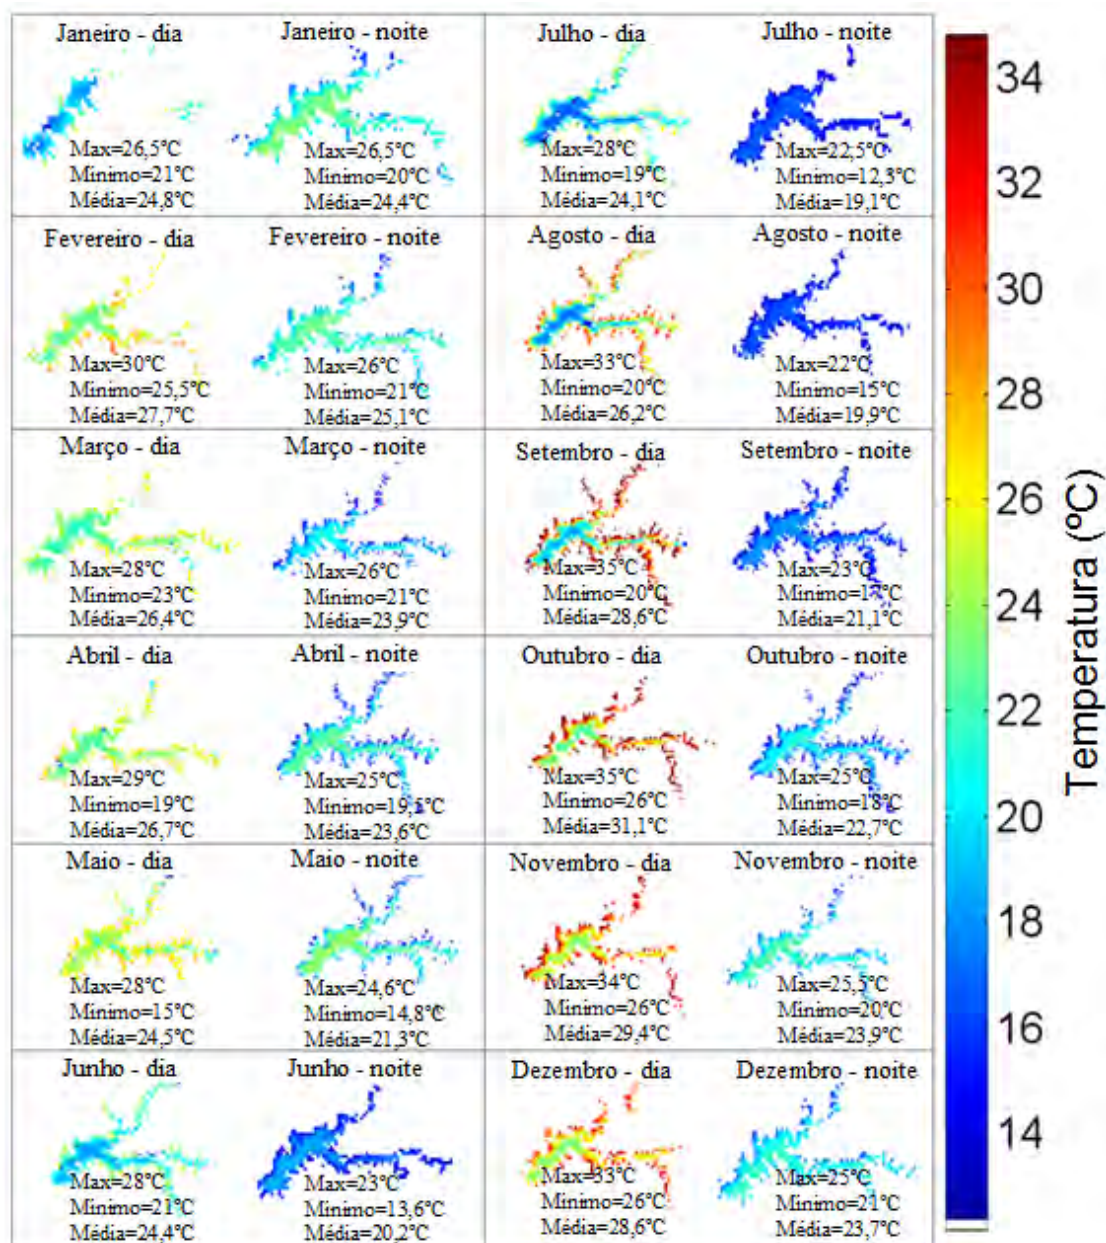 Janeiro - dia
Max=26,5°C
Minimo=21°C
Média=24,8°C
Janeiro - noite
Max=26,5°C
Minimo=20°C
Média=24,4°C
Julho - dia
Max=28°C
Minimo=19°C
Média=24,1°C
Julho - noite
Max=22,5°C
Minimo=12,3°C
Média=19,1°C
Fevereiro - dia
Max=30°C
Minimo=25,5°C
Média=27,7°C
Fevereiro - noite
Max=26°C
Minimo=21°C
Média=25,1°C
Agosto - dia
Max=33°C
Minimo=20°C
Média=26,2°C
Agosto - noite
Max=22°C
Minimo=15°C
Média=19,9°C
Março - dia
Max=28°C
Minimo=23°C
Média=26,4°C
Março - noite
Max=26°C
Minimo=21°C
Média=23,9°C
Setembro - dia
Max=35°C
Minimo=20°C
Média=28,6°C
Setembro - noite
Max=23°C
Média=21,1°C
Abril - dia
Max=29°C
Minimo=19°C
Média=26,7°C
Abril - noite
Max=25°C
Média=23,6°C
Outubro - dia
Max=35°C
Minimo=26°C
Média=31,1°C
Outubro - noite
Max=25°C
Minimo=18°C
Média=22,7°C
Maio - dia
Max=28°C
Minimo=15°C
Média=24,5°C
Maio - noite
Max=24,6°C
Minimo=14,8°C
Média=21,3°C
Novembro - dia
Max=34°C
Minimo=26°C
Média=29,4°C
Novembro - noite
Max=25,5°C
Minimo=20°C
Média=23,9°C
Junho - dia
Max=28°C
Minimo=21°C
Média=24,4°C
Junho - noite
Max=23°C
Minimo=13,6°C
Média=20,2°C
Dezembro - dia
Max=33°C
Minimo=26°C
Média=28,6°C
Dezembro - noite
Max=25°C
Minimo=21°C
Média=23,7°C
34
32
30
28
26
24
22
20
18
16
14
Temperatura (ºC)